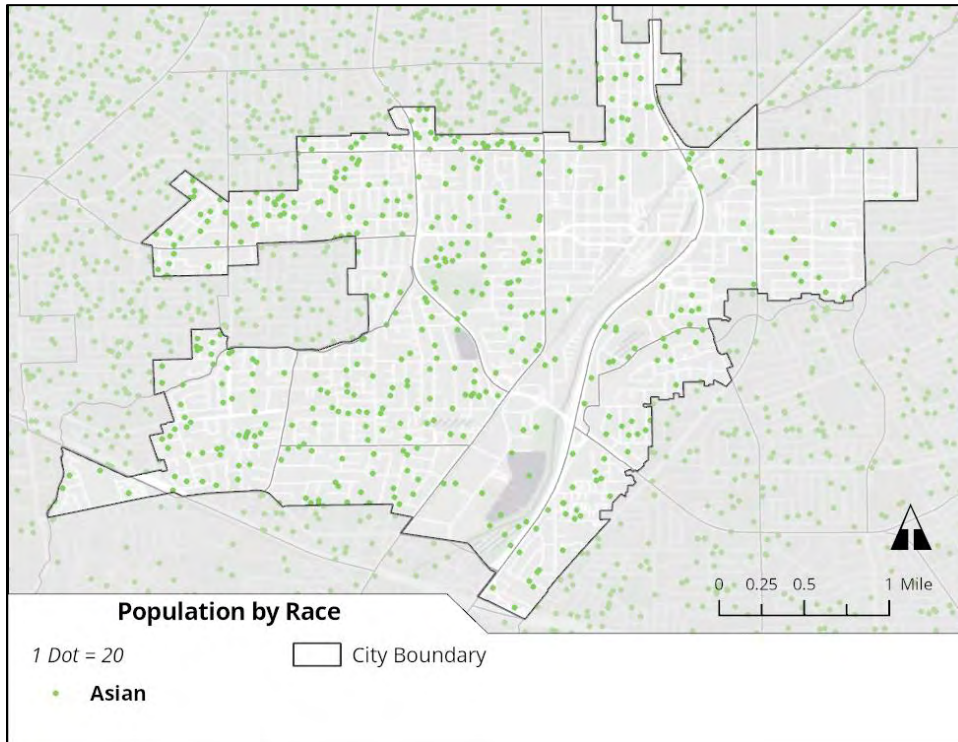 0 0.25 0.5 1 Mile
Population by Race
1 Dot = 20
City Boundary
Asian